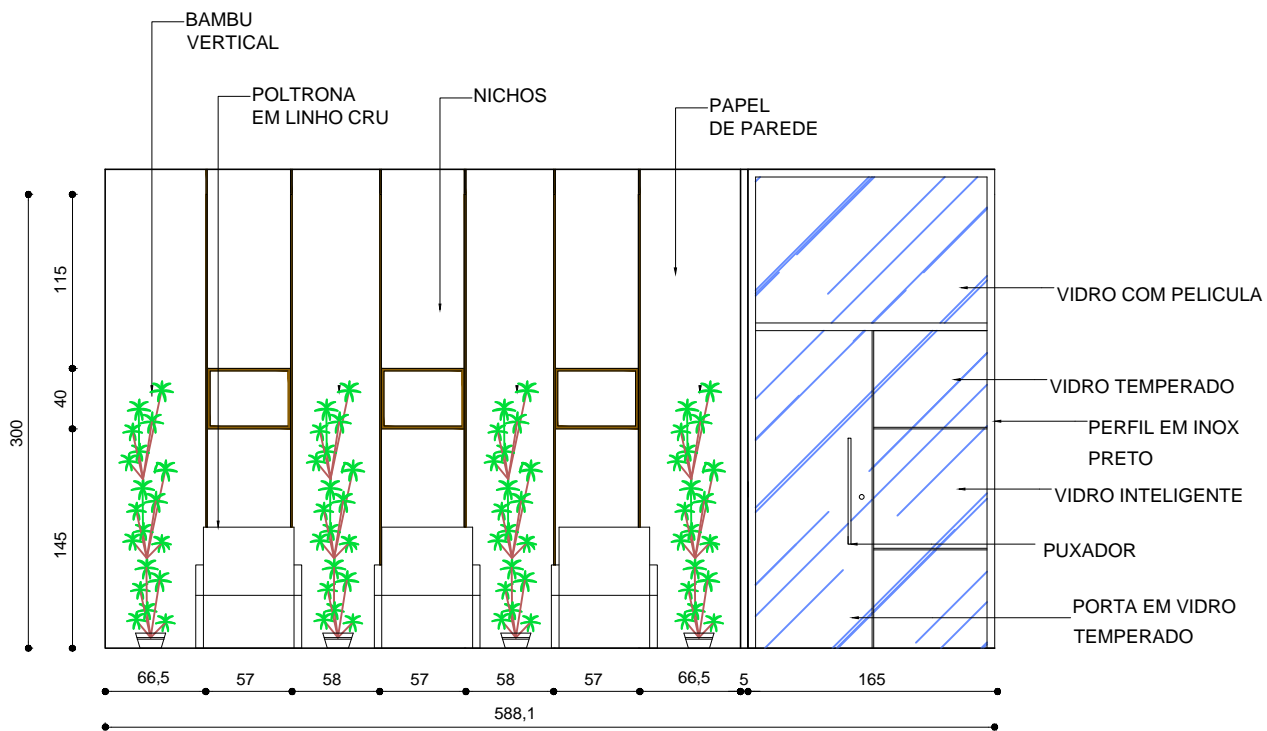 BAMBU
VERTICAL
POLTRONA
EM LINHO CRU
NICHOS
PAPEL
DE PAREDE
115
40
300
145
VIDRO COM PELICULA
VIDRO TEMPERADO
PERFIL EM INOX
PRETO
VIDRO INTELIGENTE
PUXADOR
PORTA EM VIDRO
TEMPERADO
66,5 57 58 57 58 57 66,5 5 165
588,1